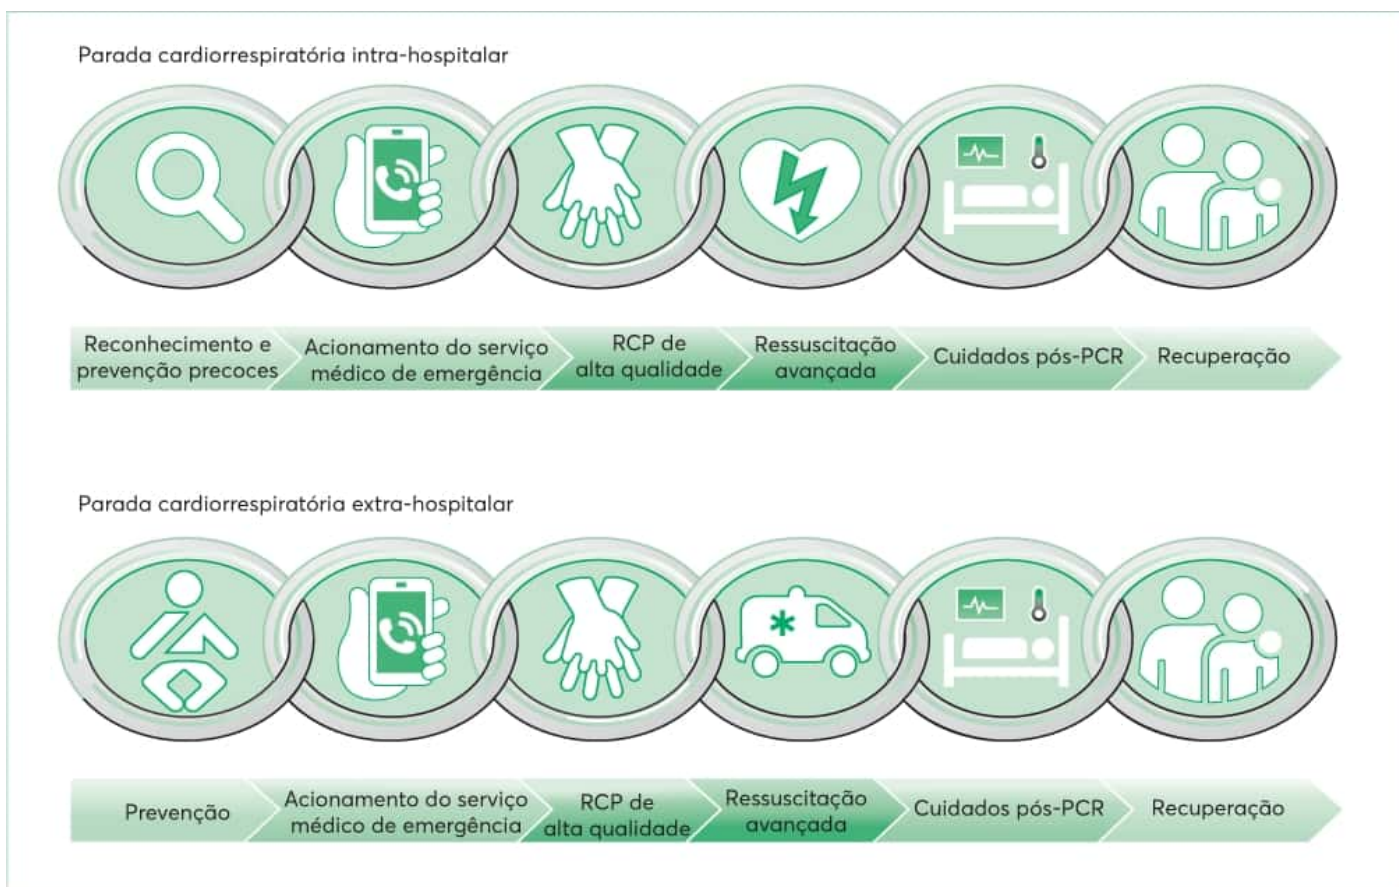 Parada cardiorrespiratória intra-hospitalar
Reconhecimento e
prevenção precoces
Acionamento do serviço
médico de emergência
RCP de
alta qualidade
Ressuscitação
avançada
Cuidados pós-PCR
Recuperação
Parada cardiorrespiratória extra-hospitalar
Prevenção
Acionamento do serviço
médico de emergência
RCP de
alta qualidade
Ressuscitação
avançada
Cuidados pós-PCR
Recuperação